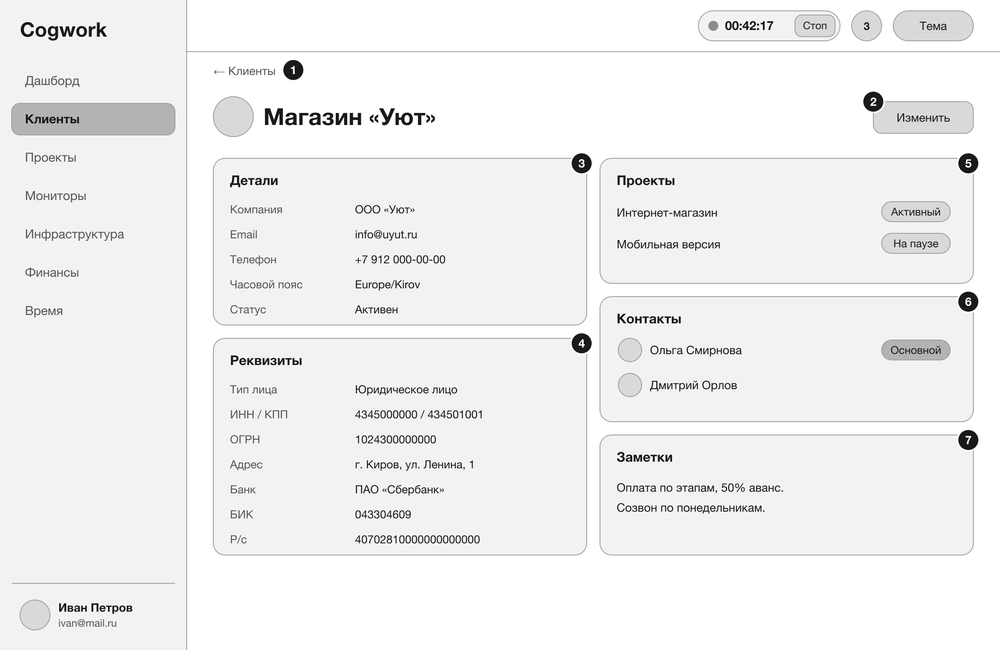 Cogwork
Дашборд
Клиенты
Проекты
Мониторы
Инфраструктура
Финансы
Время
Иван Петров
ivan@mail.ru
00:42:17 Стоп 3 Тема
← Клиенты 1
Магазин «Уют»
2 Изменить
3
Детали
Компания ООО «Уют»
Email info@uyut.ru
Телефон +7 912 000-00-00
Часовой пояс Europe/Kirov
Статус Активен
4
Реквизиты
Тип лица Юридическое лицо
ИНН / КПП 4345000000 / 434501001
ОГРН 1024300000000
Адрес г. Киров, ул. Ленина, 1
Банк ПАО «Сбербанк»
БИК 043304609
Р/с 40702810000000000000
5
Проекты
Интернет-магазин Активный
Мобильная версия На паузе
6
Контакты
Ольга Смирнова Основной
Дмитрий Орлов
7
Заметки
Оплата по этапам, 50% аванс.
Созвон по понедельникам.